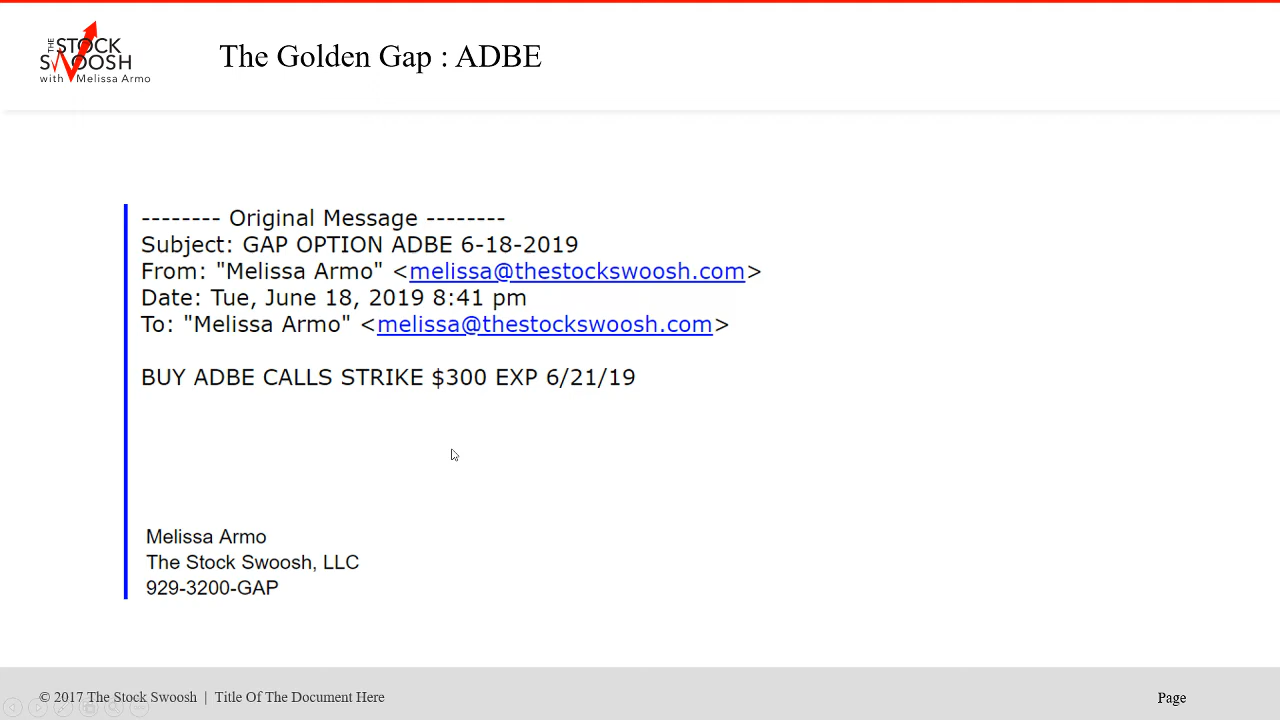 THE STOCK
SWOOSH
with Melissa Armo
The Golden Gap : ADBE
-------- Original Message --------
Subject: GAP OPTION ADBE 6-18-2019
From: "Melissa Armo" <melissa@thestockswoosh.com>
Date: Tue, June 18, 2019 8:41 pm
To: "Melissa Armo" <melissa@thestockswoosh.com>
BUY ADBE CALLS STRIKE $300 EXP 6/21/19
Melissa Armo
The Stock Swoosh, LLC
929-3200-GAP
© 2017 The Stock Swoosh | Title Of The Document Here
Page